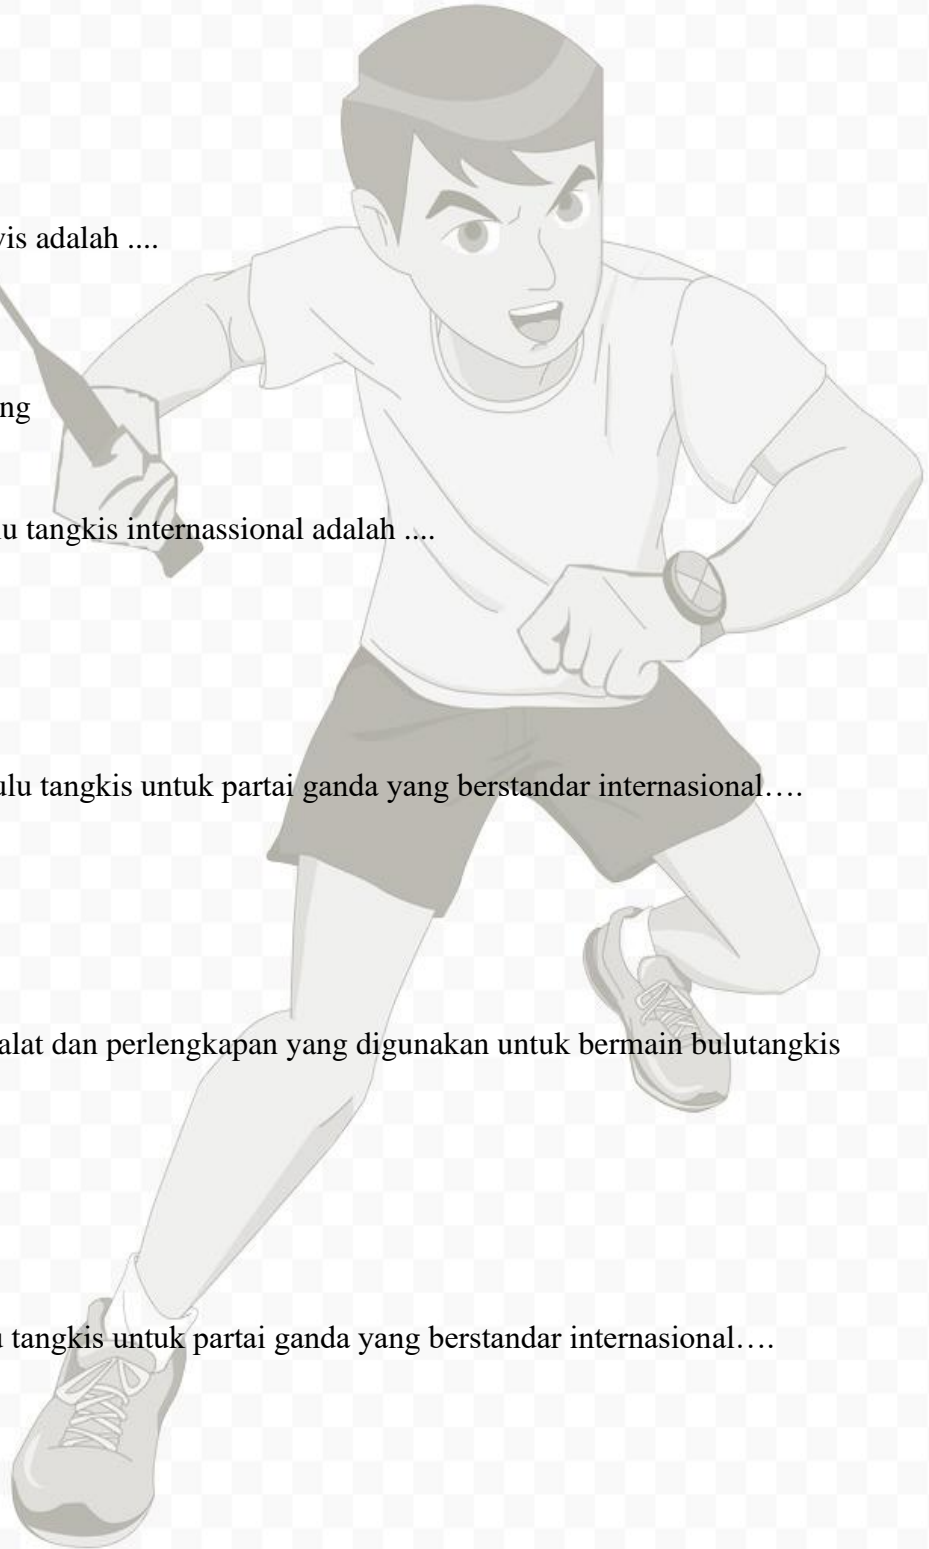 vis adalah ....
ng
lu tangkis internassional adalah ....
ulu tangkis untuk partai ganda yang berstandar internasional….
alat dan perlengkapan yang digunakan untuk bermain bulutangkis
u tangkis untuk partai ganda yang berstandar internasional….